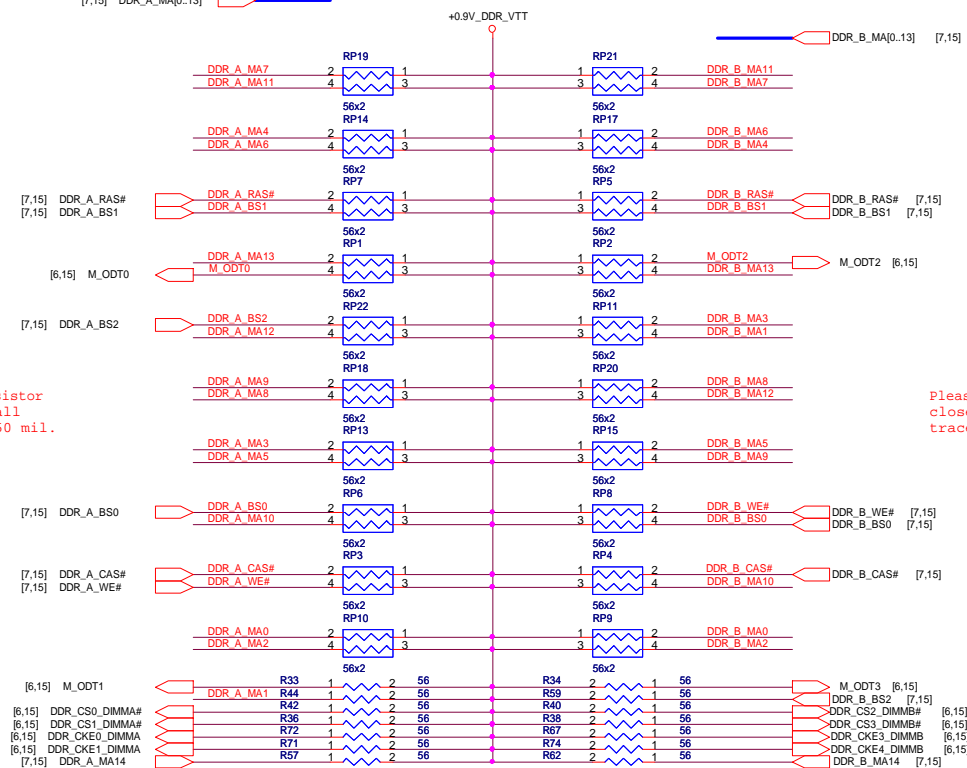 [7,15] DDR_A_MA[0..13]
+0.9V_DDR_VTT
DDR_B_MA[0..13] [7,15]
RP19 RP21
DDR_A_MA7 2 1 1 2 DDR_B_MA11
DDR_A_MA11 4 3 3 4 DDR_B_MA7
56x2 56x2
RP14 RP17
DDR_A_MA4 2 1 1 2 DDR_B_MA6
DDR_A_MA6 4 3 3 4 DDR_B_MA4
56x2 56x2
RP7 RP5
[7,15] DDR_A_RAS# DDR_A_RAS# 2 1 1 2 DDR_B_RAS# DDR_B_RAS# [7,15]
[7,15] DDR_A_BS1 DDR_A_BS1 4 3 3 4 DDR_B_BS1 DDR_B_BS1 [7,15]
56x2 56x2
RP1 RP2
DDR_A_MA13 2 1 1 2 M_ODT2 M_ODT2 [6,15]
[6,15] M_ODT0 M_ODT0 4 3 3 4 DDR_B_MA13
56x2 56x2
RP22 RP11
[7,15] DDR_A_BS2 DDR_A_BS2 2 1 1 2 DDR_B_MA3
DDR_A_MA12 4 3 3 4 DDR_B_MA1
56x2 56x2
RP18 RP20
DDR_A_MA9 2 1 1 2 DDR_B_MA8
DDR_A_MA8 4 3 3 4 DDR_B_MA12
56x2 56x2
RP13 RP15
DDR_A_MA3 2 1 1 2 DDR_B_MA5
DDR_A_MA5 4 3 3 4 DDR_B_MA9
56x2 56x2
RP6 RP8
[7,15] DDR_A_BS0 DDR_A_BS0 2 1 1 2 DDR_B_WE# DDR_B_WE# [7,15]
DDR_A_MA10 4 3 3 4 DDR_B_BS0 DDR_B_BS0 [7,15]
56x2 56x2
RP3 RP4
[7,15] DDR_A_CAS# DDR_A_CAS# 2 1 1 2 DDR_B_CAS# DDR_B_CAS# [7,15]
[7,15] DDR_A_WE# DDR_A_WE# 4 3 3 4 DDR_B_MA10
56x2 56x2
RP10 RP9
DDR_A_MA0 2 1 1 2 DDR_B_MA0
DDR_A_MA2 4 3 3 4 DDR_B_MA2
56x2 56x2
[6,15] M_ODT1 R33 1 2 56 R34 2 1 56 M_ODT3 [6,15]
DDR_A_MA1 R44 1 2 56 R59 2 1 56 DDR_B_BS2 [7,15]
[6,15] DDR_CS0_DIMMA# R42 1 2 56 R40 2 1 56 DDR_CS2_DIMMB# [6,15]
[6,15] DDR_CS1_DIMMA# R36 1 2 56 R38 2 1 56 DDR_CS3_DIMMB# [6,15]
[6,15] DDR_CKE0_DIMMA R72 1 2 56 R67 2 1 56 DDR_CKE3_DIMMB [6,15]
[6,15] DDR_CKE1_DIMMA R71 1 2 56 R74 2 1 56 DDR_CKE4_DIMMB [6,15]
[7,15] DDR_A_MA14 R57 1 2 56 R62 2 1 56 DDR_B_MA14 [7,15]
mil.